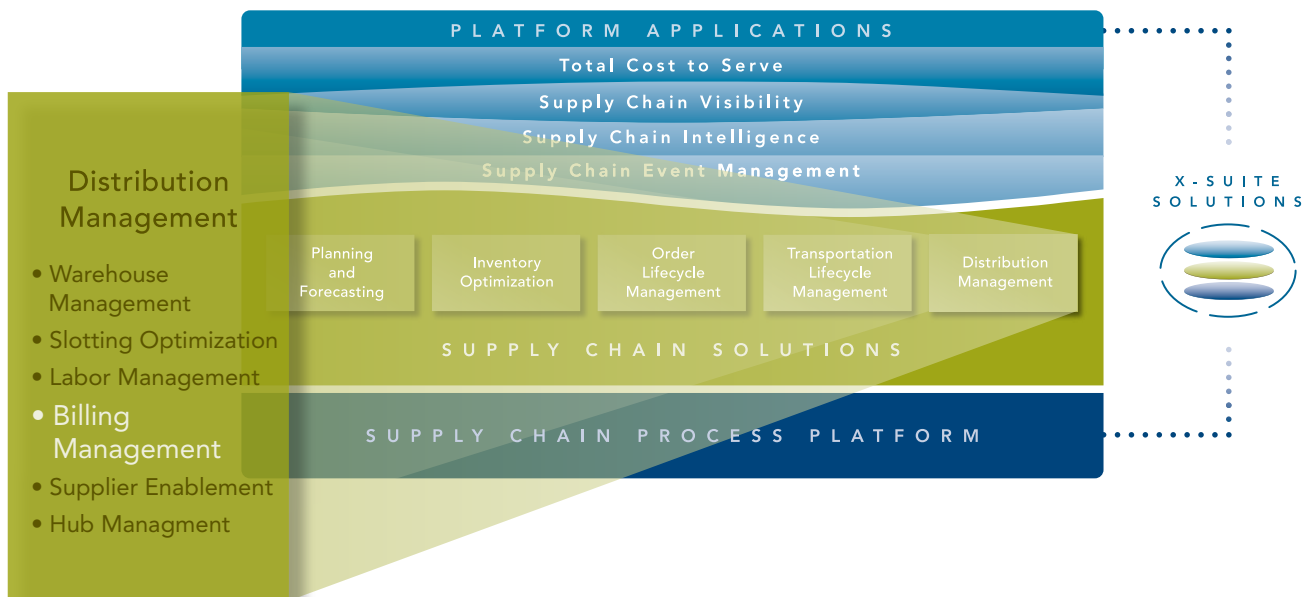 PLATFORM APPLICATIONS
Total Cost to Serve
Supply Chain Visibility
Supply Chain Intelligence
Supply Chain Event Management
Distribution
Management
• Warehouse
Management
• Slotting Optimization
• Labor Management
• Billing
Management
• Supplier Enablement
• Hub Managment
Planning
and
Forecasting
Inventory
Optimization
Order
Lifecycle
Management
Transportation
Lifecycle
Management
Distribution
Management
SUPPLY CHAIN SOLUTIONS
SUPPLY CHAIN PROCESS PLATFORM
X-SUITE
SOLUTIONS